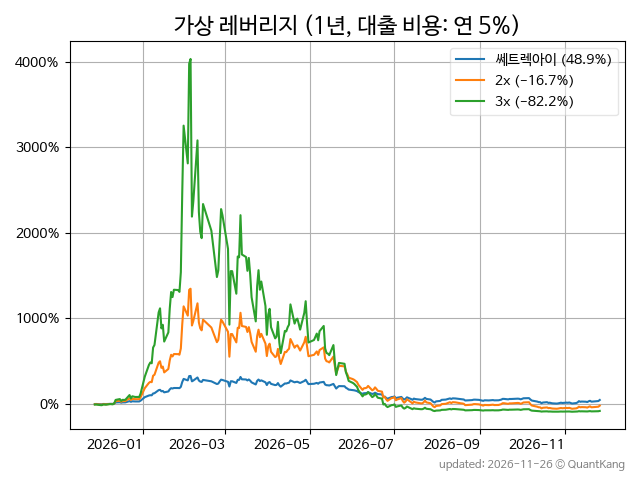 가상 레버리지 (1년, 대출 비용: 연 5%)
쎄트렉아이 (48.9%)
2x (−16.7%)
3x (−82.2%)
4000%
3000%
2000%
1000%
0%
2026-01 2026-03 2026-05 2026-07 2026-09 2026-11
updated: 2026-11-26 © QuantKang